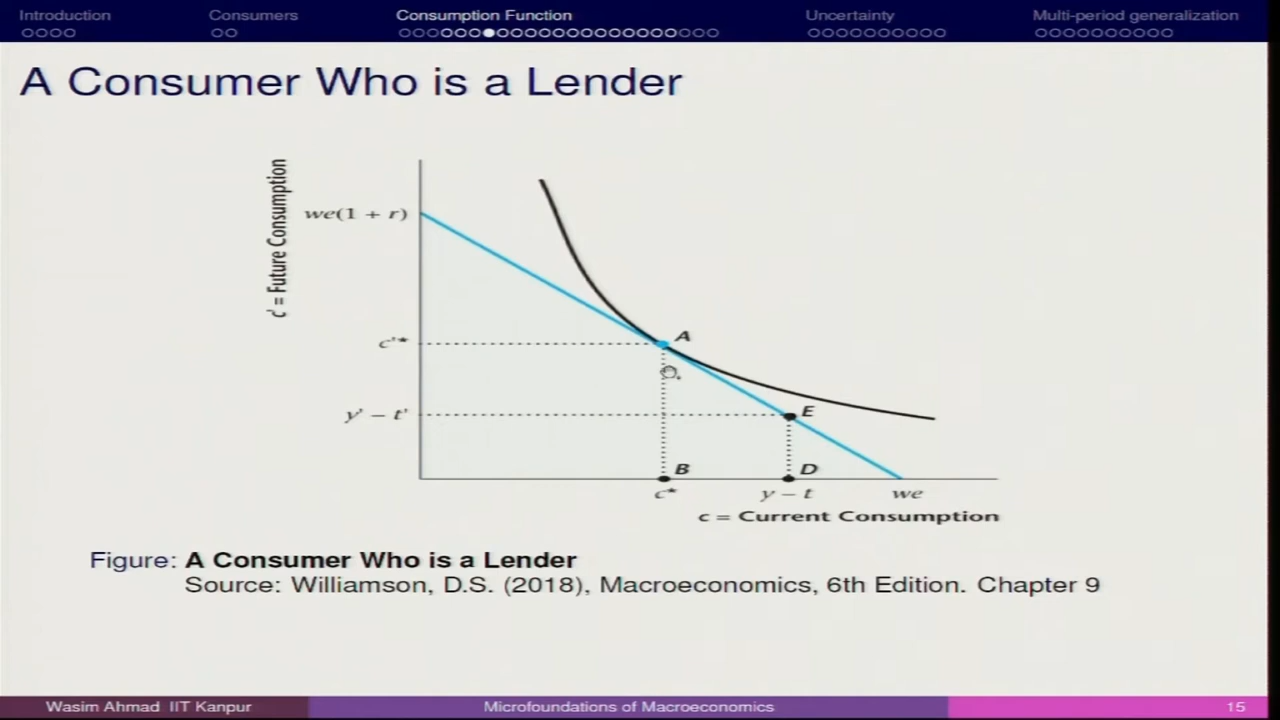 Introduction Consumers Consumption Function Uncertainty Multi-period generalization
A Consumer Who is a Lender
c' = Future Consumption
we(1 + r)
A
c'*
E
y' − t'
B
D
c*
y − t
we
c = Current Consumption
Figure: A Consumer Who is a Lender
Source: Williamson, D.S. (2018), Macroeconomics, 6th Edition. Chapter 9
Wasim Ahmad IIT Kanpur Microfoundations of Macroeconomics 15